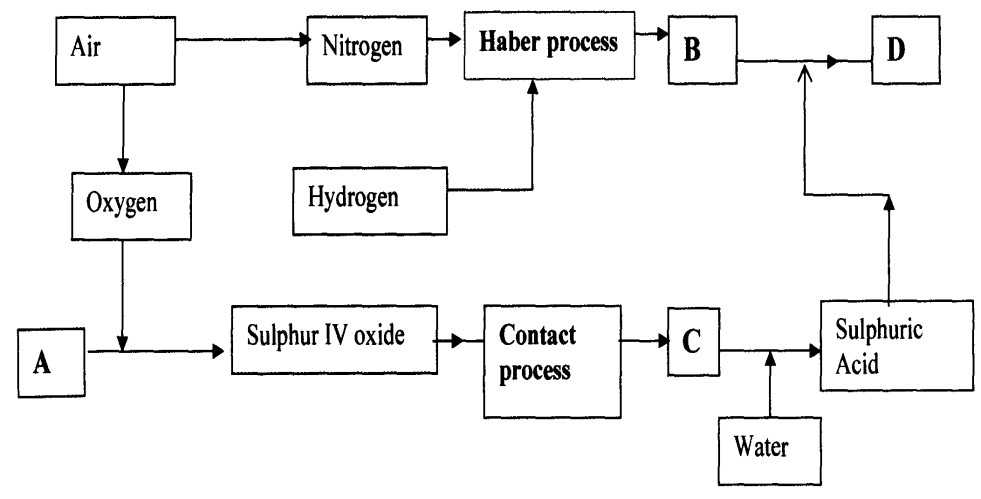 Air
Nitrogen
Haber process
B
D
Oxygen
Hydrogen
A
Sulphur IV oxide
Contact
process
C
Sulphuric
Acid
Water